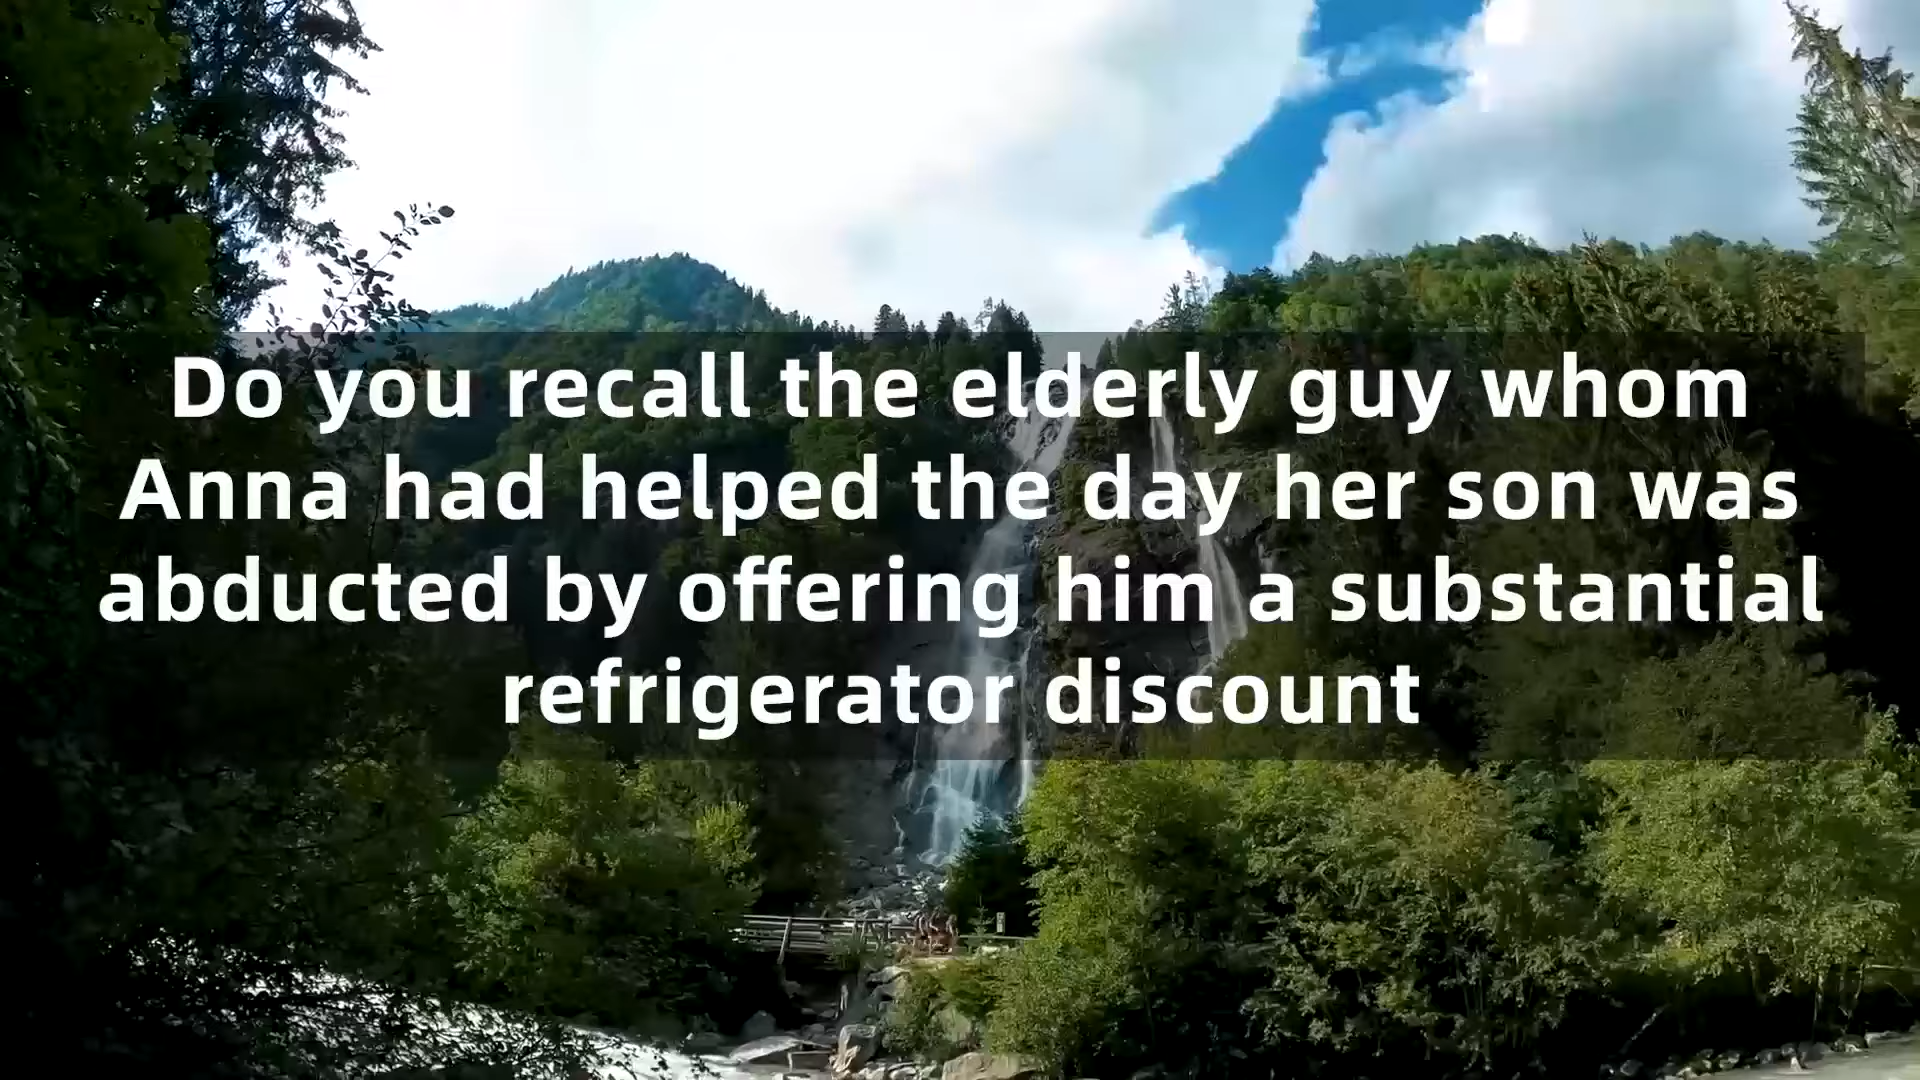 Do you recall the elderly guy whom
Anna had helped the day her son was
abducted by offering him a substantial
refrigerator discount